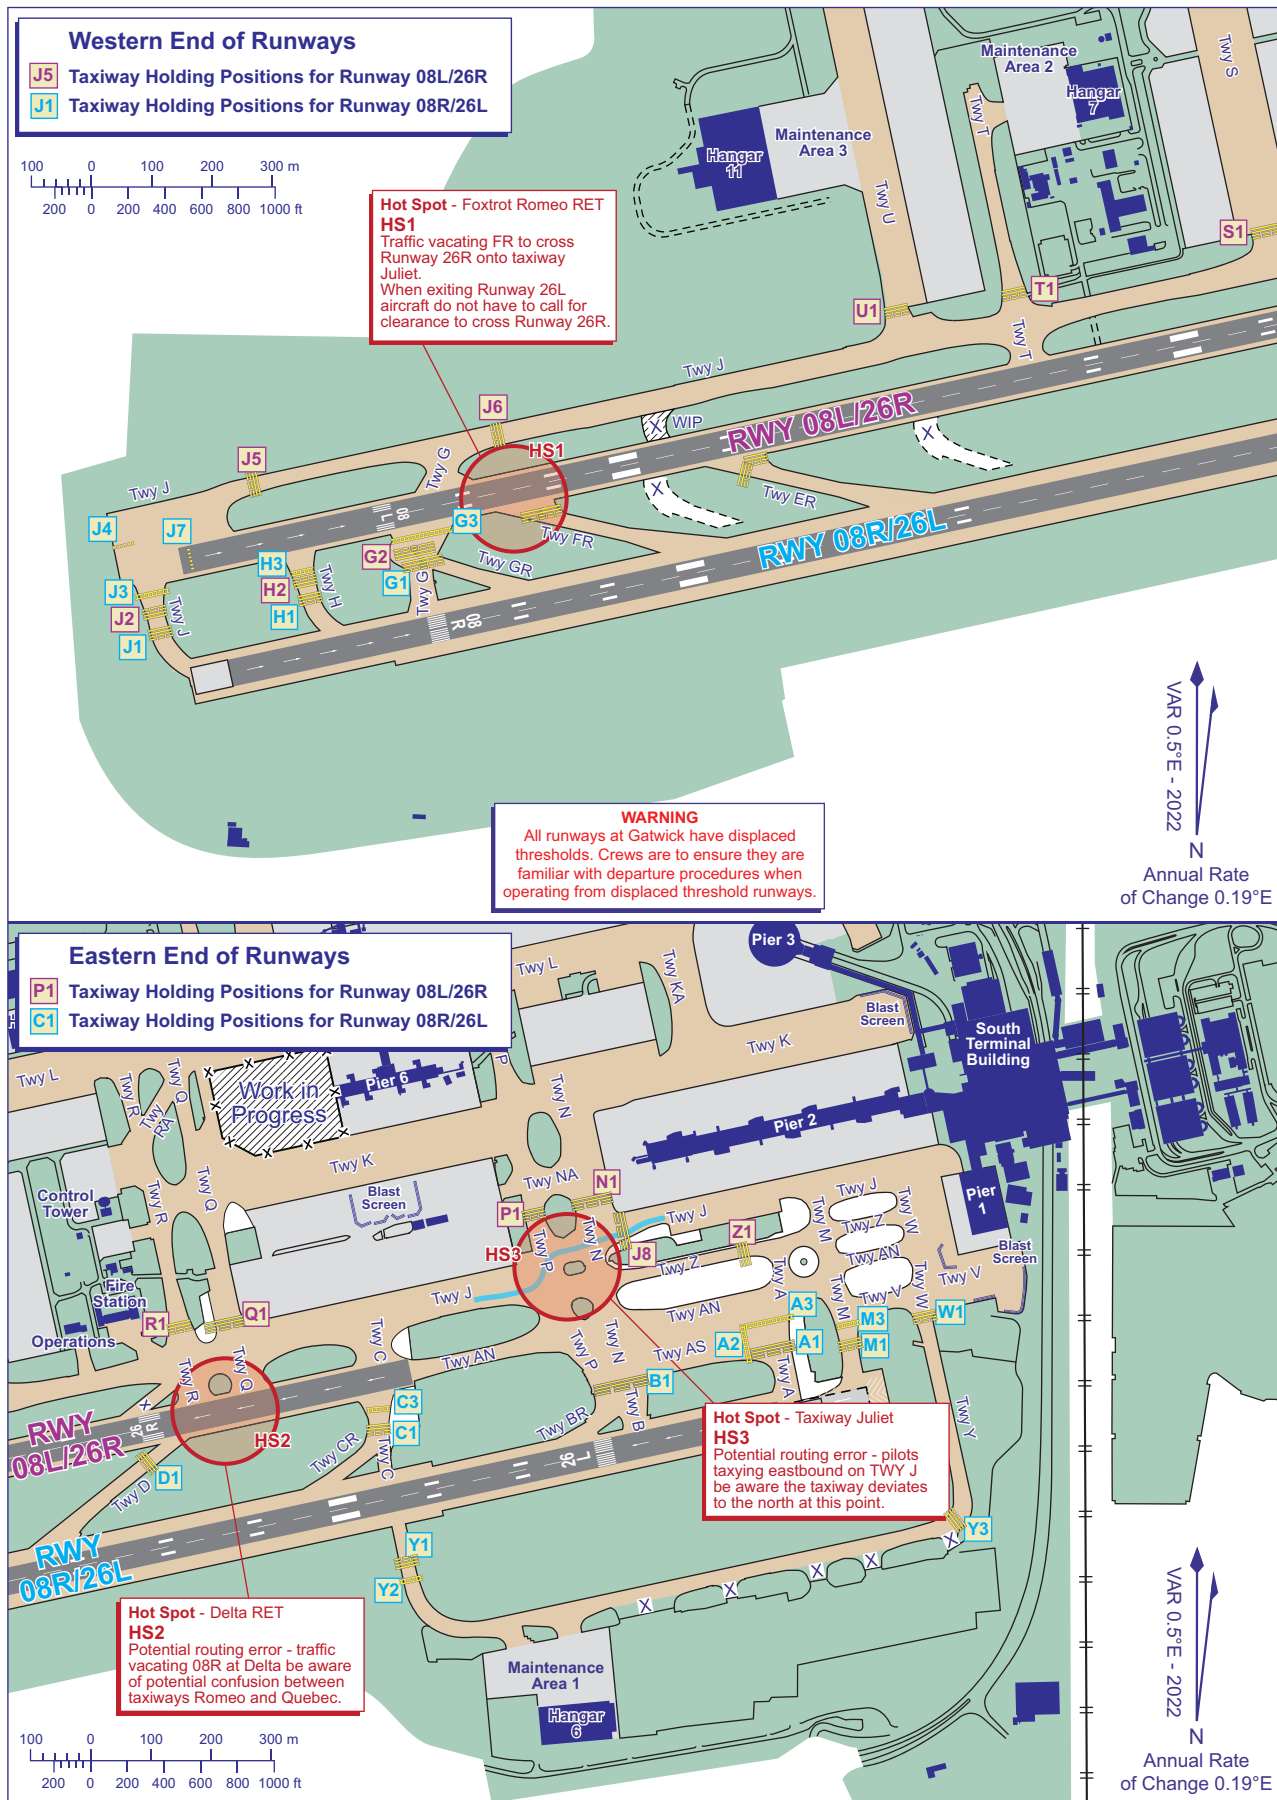 Western End of Runways
J5 Taxiway Holding Positions for Runway 08L/26R
J1 Taxiway Holding Positions for Runway 08R/26L
100 0 100 200 300 m
200 0 200 400 600 800 1000 ft
Hot Spot - Foxtrot Romeo RET
HS1
Traffic vacating FR to cross
Runway 26R onto taxiway
Juliet.
When exiting Runway 26L
aircraft do not have to call for
clearance to cross Runway 26R.
Maintenance
Area 2
Hangar
7
Twy S
Twy T
Maintenance
Area 3
Hangar
11
Twy U
S1
T1
U1
Twy T
Twy J
J6
WIP
X
X
RWY 08L/26R
HS1
J5
Twy G
Twy J
J4
J7
08
L
G3
X
Twy ER
Twy FR
RWY 08R/26L
H3
G2
Twy GR
J3
H2
Twy H
G1
Twy G
J2
Twy J
H1
08
R
J1
VAR 0.5°E - 2022
N
Annual Rate
of Change 0.19°E
WARNING
All runways at Gatwick have displaced
thresholds. Crews are to ensure they are
familiar with departure procedures when
operating from displaced threshold runways.
Eastern End of Runways
P1 Taxiway Holding Positions for Runway 08L/26R
C1 Taxiway Holding Positions for Runway 08R/26L
Pier 3
Twy L
Twy KA
Blast
Screen
South
Terminal
Building
Twy K
P
Twy L
Twy R
Twy Q
Twy
RA
Work in
Progress
Pier 6
Twy N
Pier 2
Twy K
Control
Tower
Twy R
Twy Q
Blast
Screen
Twy NA
N1
P1
Twy J
Twy J
Pier
1
Twy M
Twy Z
Twy W
HS3
Twy P
Twy N
J8
Z1
Twy AN
Blast
Screen
Fire
Station
Twy J
Twy Z
Twy A
Twy V
Twy V
Twy AN
A3
Twy M
Twy W
R1
Q1
M3
W1
Operations
Twy C
Twy AN
Twy P
Twy N
Twy AS
A2
A1
M1
Twy R
Twy Q
B1
Twy A
X
C3
Twy BR
Twy B
Twy Y
26
R
RWY
08L/26R
HS2
Twy CR
C1
Twy C
26
L
D1
Twy D
Hot Spot - Taxiway Juliet
HS3
Potential routing error - pilots
taxying eastbound on TWY J
be aware the taxiway deviates
to the north at this point.
RWY
08R/26L
Y1
Y2
Y3
X
X
X
X
X
Hot Spot - Delta RET
HS2
Potential routing error - traffic
vacating 08R at Delta be aware
of potential confusion between
taxiways Romeo and Quebec.
Maintenance
Area 1
Hangar
6
100 0 100 200 300 m
200 0 200 400 600 800 1000 ft
VAR 0.5°E - 2022
N
Annual Rate
of Change 0.19°E